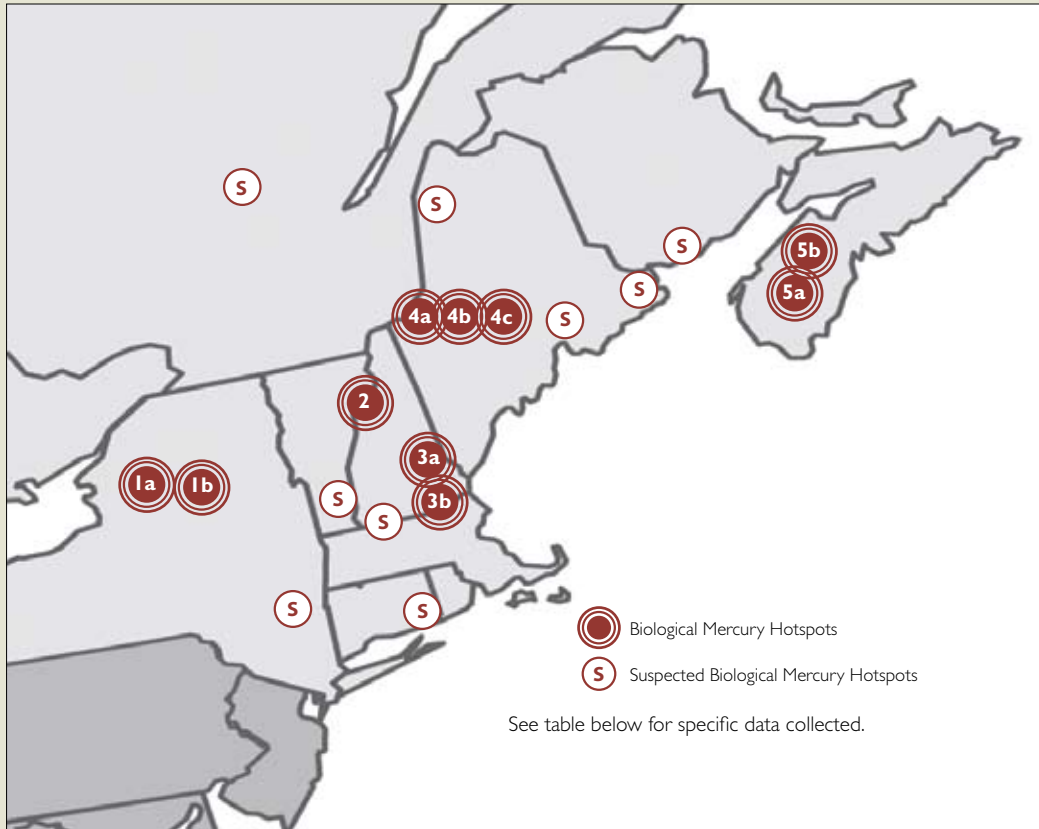 S
S
S
5b
S
5a
4a
4b
4c
S
2
3a
1a
1b
3b
S
S
S
S
Biological Mercury Hotspots
S
Suspected Biological Mercury Hotspots
See table below for specific data collected.